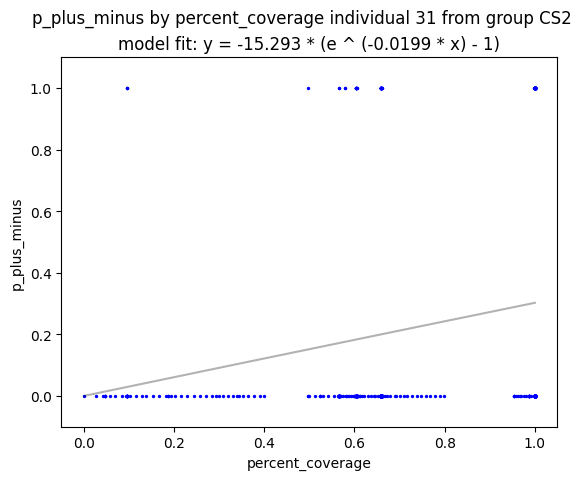 p_plus_minus by percent_coverage individual 31 from group CS2
model fit: y = -15.293 * (e ^ (-0.0199 * x) - 1)
1.0
0.8
0.6
0.4
0.2
0.0
p_plus_minus
0.0 0.2 0.4 0.6 0.8 1.0
percent_coverage